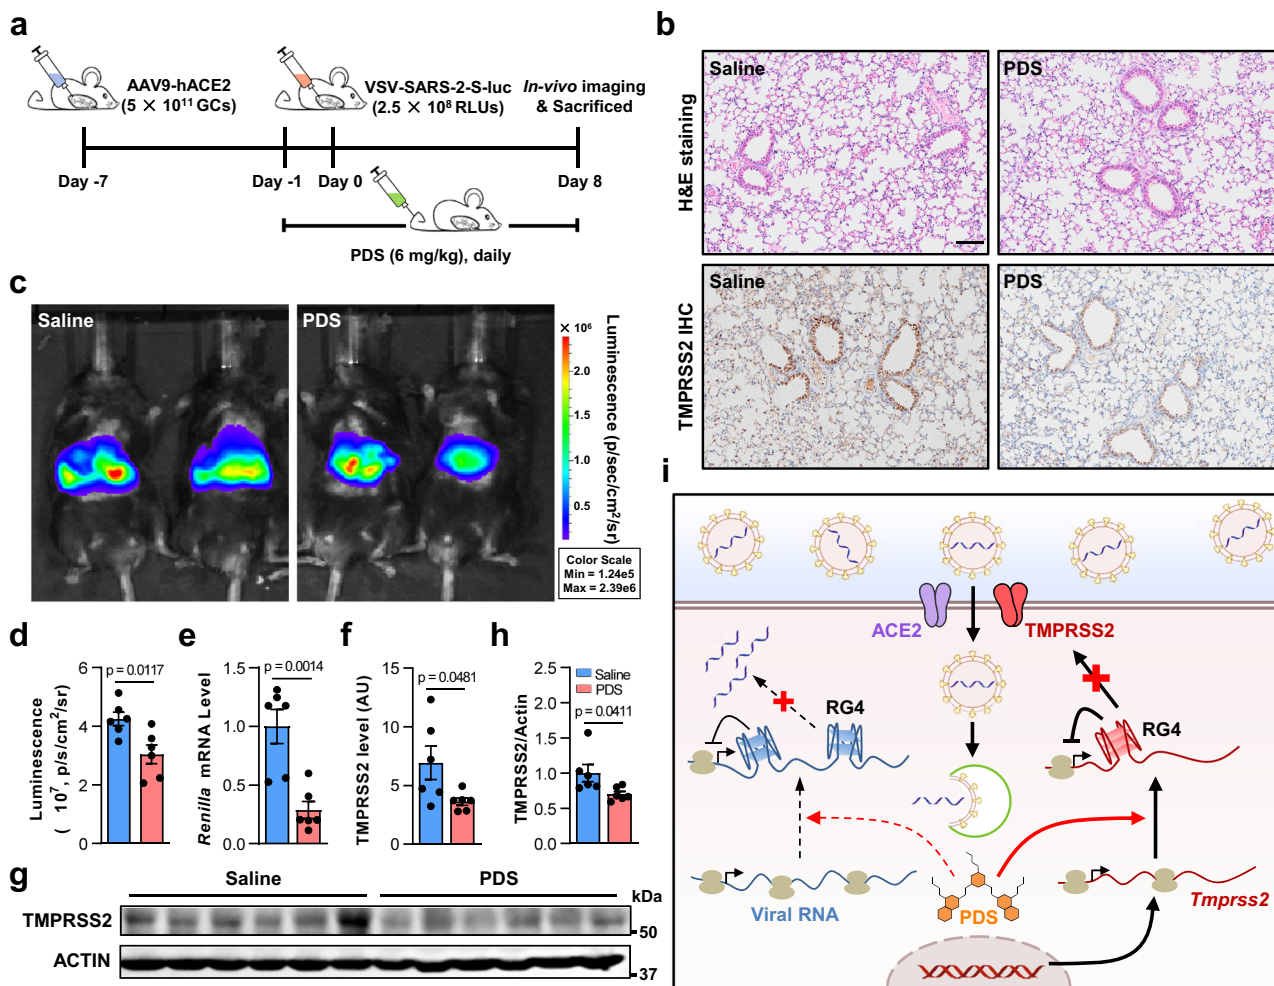 a
AAV9-hACE2
(5 × 10¹¹ GCs)
VSV-SARS-2-S-luc
(2.5 × 10⁸ RLUs)
In-vivo imaging
& Sacrificed
Day -7
Day -1
Day 0
Day 8
PDS (6 mg/kg), daily
b
H&E staining
Saline
PDS
TMPRSS2 IHC
Saline
PDS
c
Saline
PDS
× 10⁶
2.0
1.5
1.0
0.5
Luminescence (p/sec/cm²/sr)
Color Scale
Min = 1.24e5
Max = 2.39e6
d
Luminescence
( 10⁷, p/s/cm²/sr)
6
4
2
0
p = 0.0117
e
Renilla mRNA Level
1.5
1.0
0.5
0.0
p = 0.0014
f
TMPRSS2 level (AU)
15
10
5
0
p = 0.0481
h
TMPRSS2/Actin
2.5
2.0
1.5
1.0
0.5
0.0
Saline
PDS
p = 0.0411
g
Saline
PDS
kDa
TMPRSS2
50
ACTIN
37
i
ACE2
TMPRSS2
RG4
RG4
Viral RNA
PDS
Tmprss2